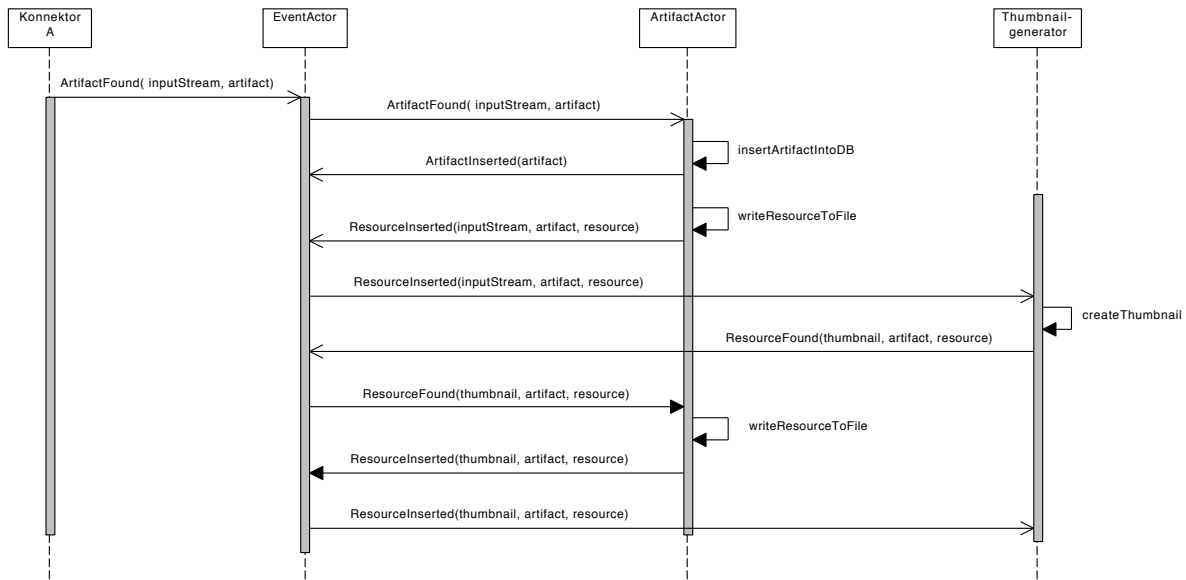 Konnektor
A
EventActor
ArtifactActor
Thumbnail-
generator
ArtifactFound( inputStream, artifact)
ArtifactFound( inputStream, artifact)
insertArtifactIntoDB
ArtifactInserted(artifact)
writeResourceToFile
ResourceInserted(inputStream, artifact, resource)
ResourceInserted(inputStream, artifact, resource)
createThumbnail
ResourceFound(thumbnail, artifact, resource)
ResourceFound(thumbnail, artifact, resource)
writeResourceToFile
ResourceInserted(thumbnail, artifact, resource)
ResourceInserted(thumbnail, artifact, resource)